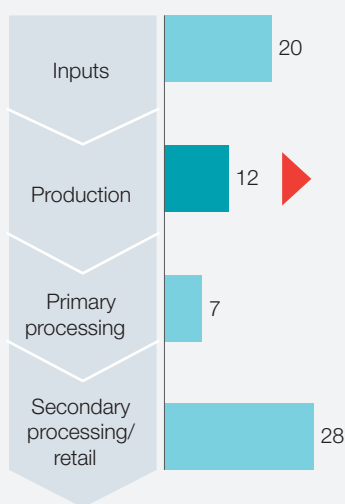 Inputs
20
Production
12
Primary
processing
7
Secondary
processing/
retail
28